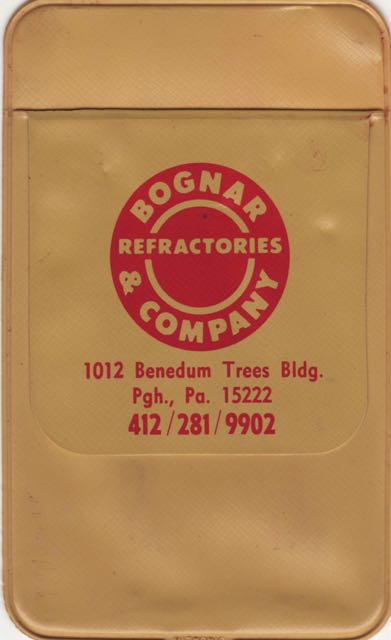 BOGNAR
REFRACTORIES
& COMPANY
1012 Benedum Trees Bldg.
Pgh., Pa. 15222
412/281/9902